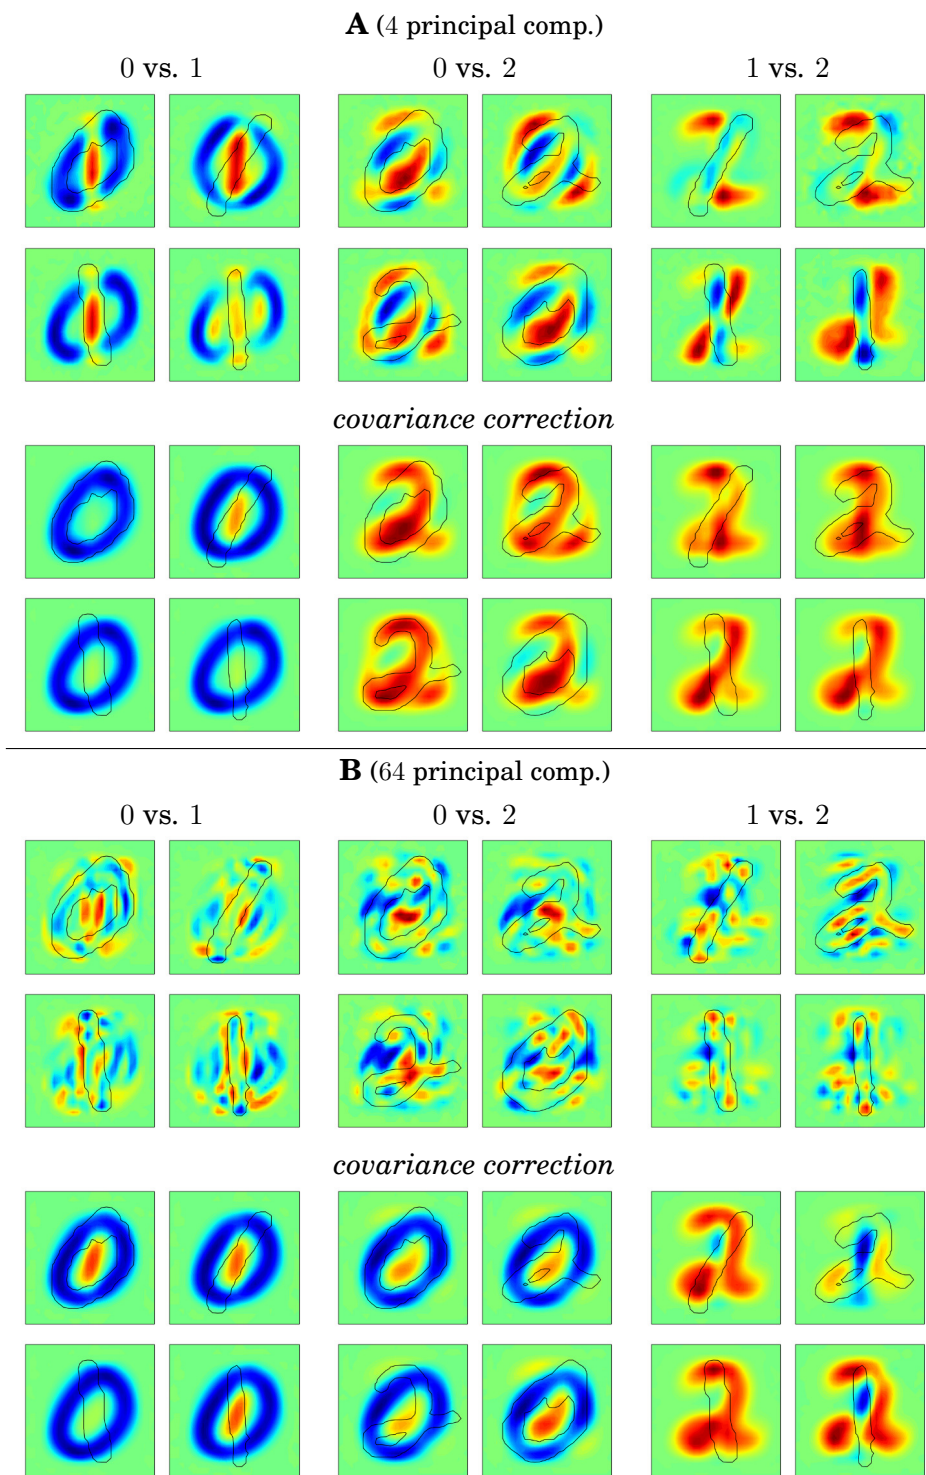 A (4 principal comp.)
0 vs. 1 0 vs. 2 1 vs. 2
covariance correction
B (64 principal comp.)
0 vs. 1 0 vs. 2 1 vs. 2
covariance correction